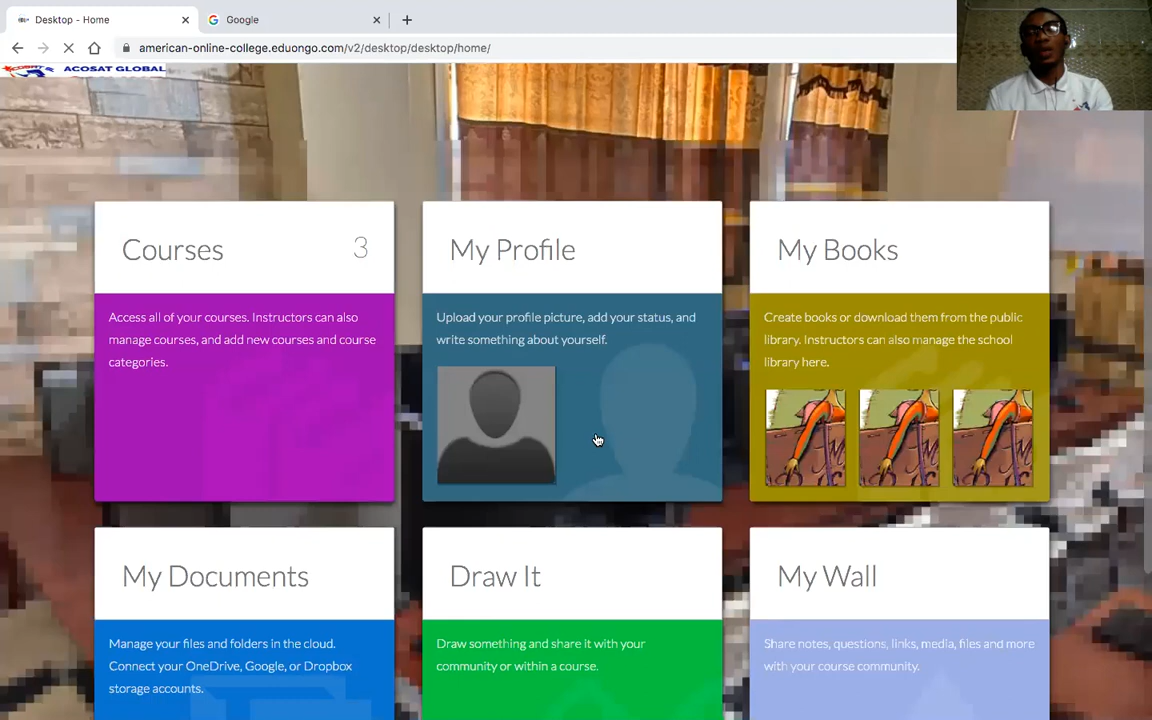 Desktop - Home
Google
american-online-college.eduongo.com/v2/desktop/desktop/home/
ACOSAT GLOBAL
Courses 3
Access all of your courses. Instructors can also
manage courses, and add new courses and course
categories.
My Profile
Upload your profile picture, add your status, and
write something about yourself.
My Books
Create books or download them from the public
library. Instructors can also manage the school
library here.
My Documents
Manage your files and folders in the cloud.
Connect your OneDrive, Google, or Dropbox
storage accounts.
Draw It
Draw something and share it with your
community or within a course.
My Wall
Share notes, questions, links, media, files and more
with your course community.